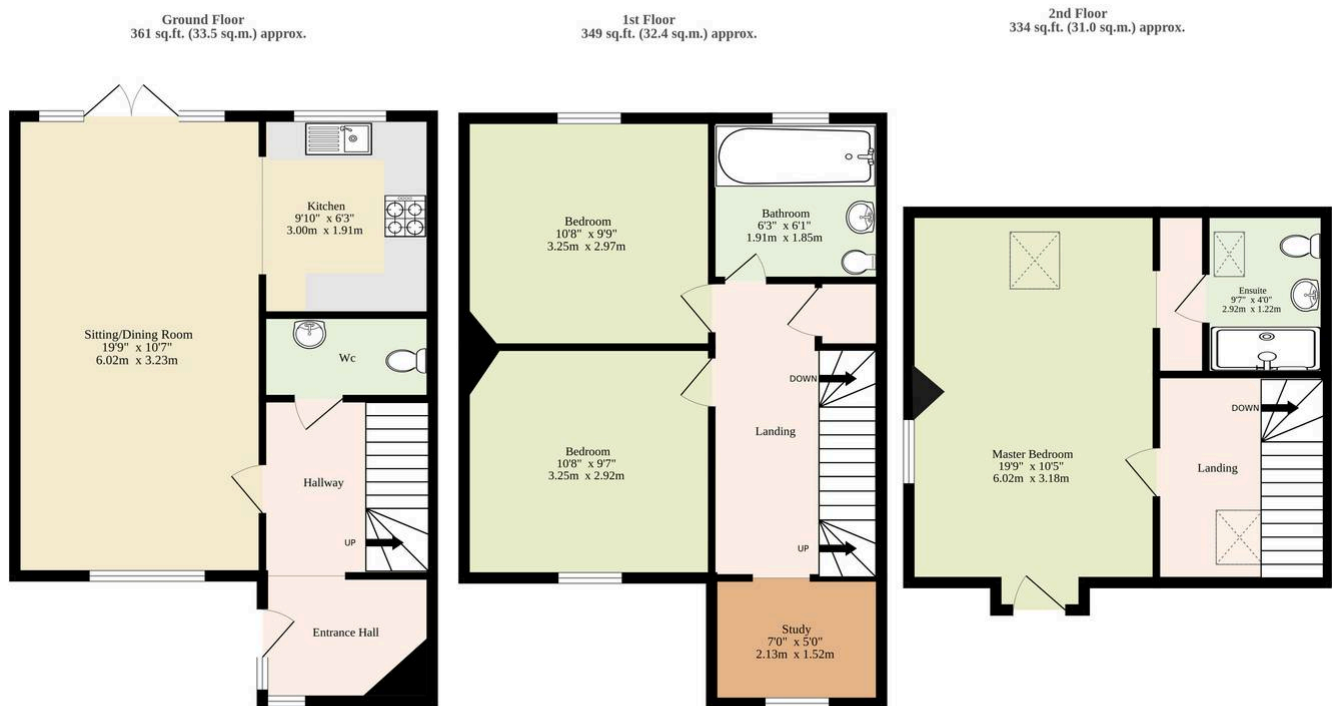 Ground Floor
361 sq.ft. (33.5 sq.m.) approx.
1st Floor
349 sq.ft. (32.4 sq.m.) approx.
2nd Floor
334 sq.ft. (31.0 sq.m.) approx.
Kitchen
9'10" x 6'3"
3.00m x 1.91m
Sitting/Dining Room
19'9" x 10'7"
6.02m x 3.23m
Wc
Hallway
UP
Entrance Hall
Bedroom
10'8" x 9'9"
3.25m x 2.97m
Bathroom
6'3" x 6'1"
1.91m x 1.85m
DOWN
Landing
Bedroom
10'8" x 9'7"
3.25m x 2.92m
UP
Study
7'0" x 5'0"
2.13m x 1.52m
Ensuite
9'7" x 4'0"
2.92m x 1.22m
DOWN
Master Bedroom
19'9" x 10'5"
6.02m x 3.18m
Landing